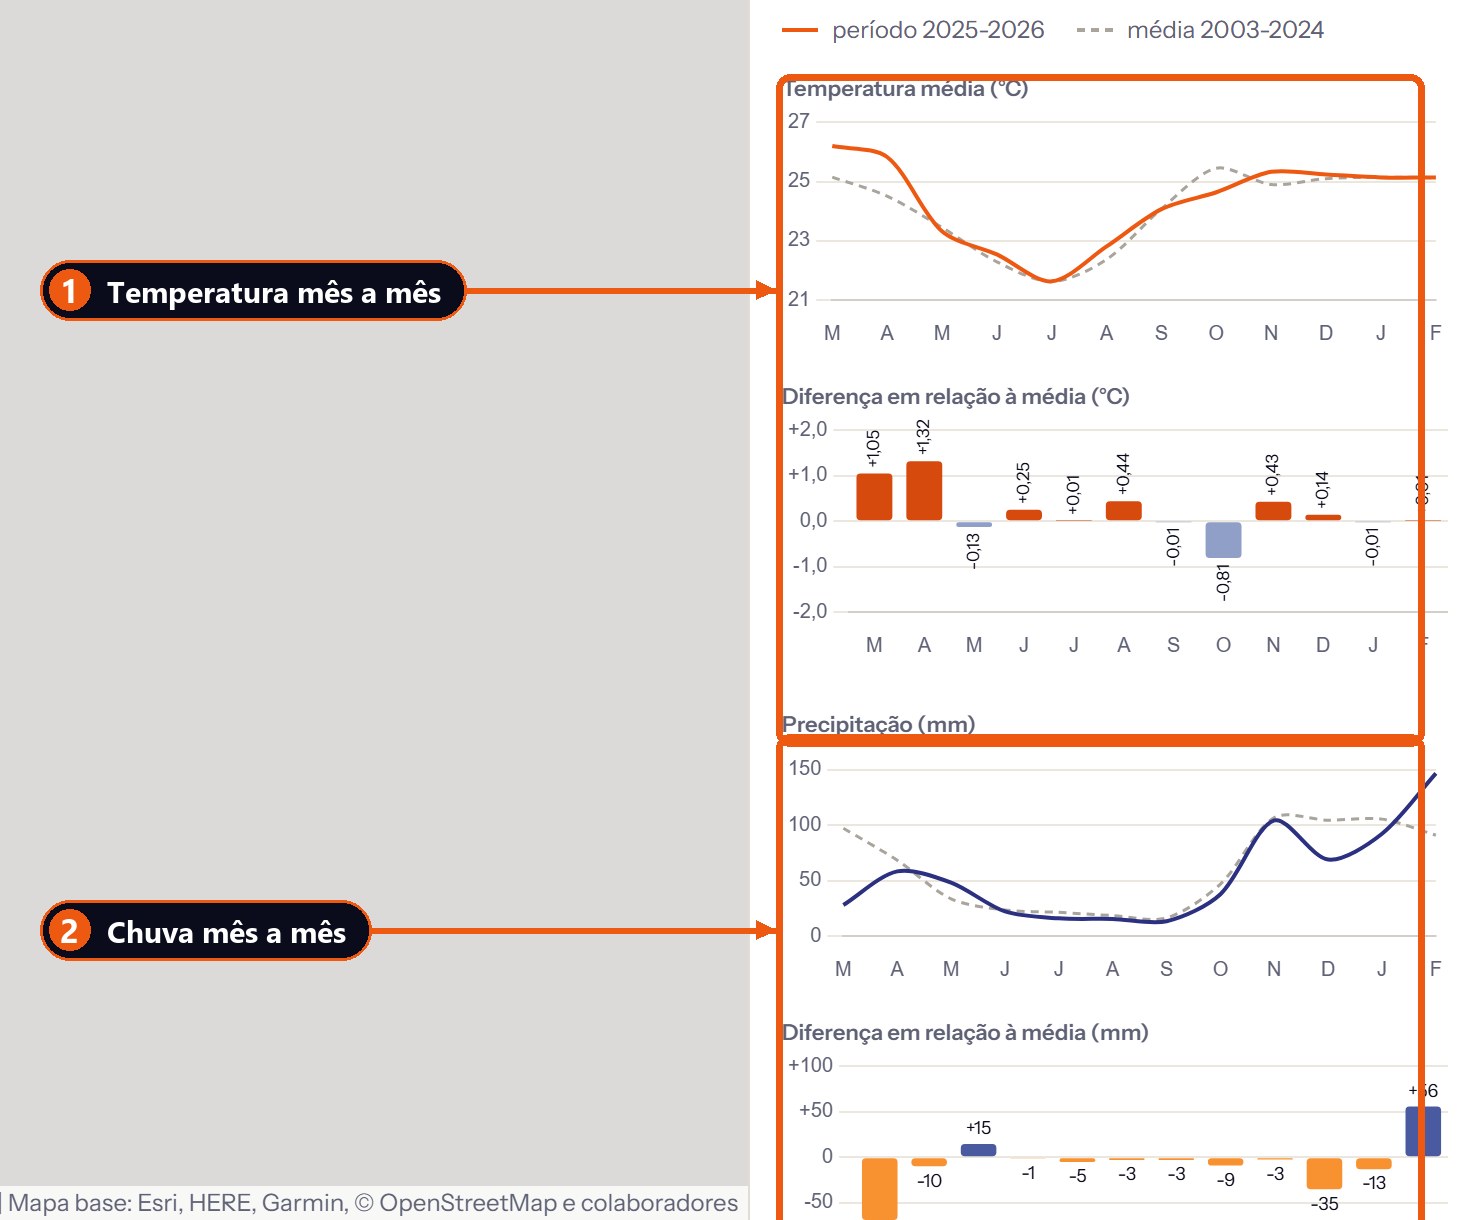 período 2025-2026 média 2003-2024
Temperatura média (°C)
27
25
23
21
M A M J J A S O N D J F
1 Temperatura mês a mês
Diferença em relação à média (°C)
+2,0
+1,0
0,0
-1,0
-2,0
+1,05 +1,32 -0,13 +0,25 +0,01 +0,44 -0,01 -0,81 +0,43 +0,14 -0,01
M A M J J A S O N D J F
Precipitação (mm)
150
100
50
0
M A M J J A S O N D J F
2 Chuva mês a mês
Diferença em relação à média (mm)
+100
+50
0
-50
-10 +15 -1 -5 -3 -3 -9 -3 -35 -13 +56
| Mapa base: Esri, HERE, Garmin, © OpenStreetMap e colaboradores